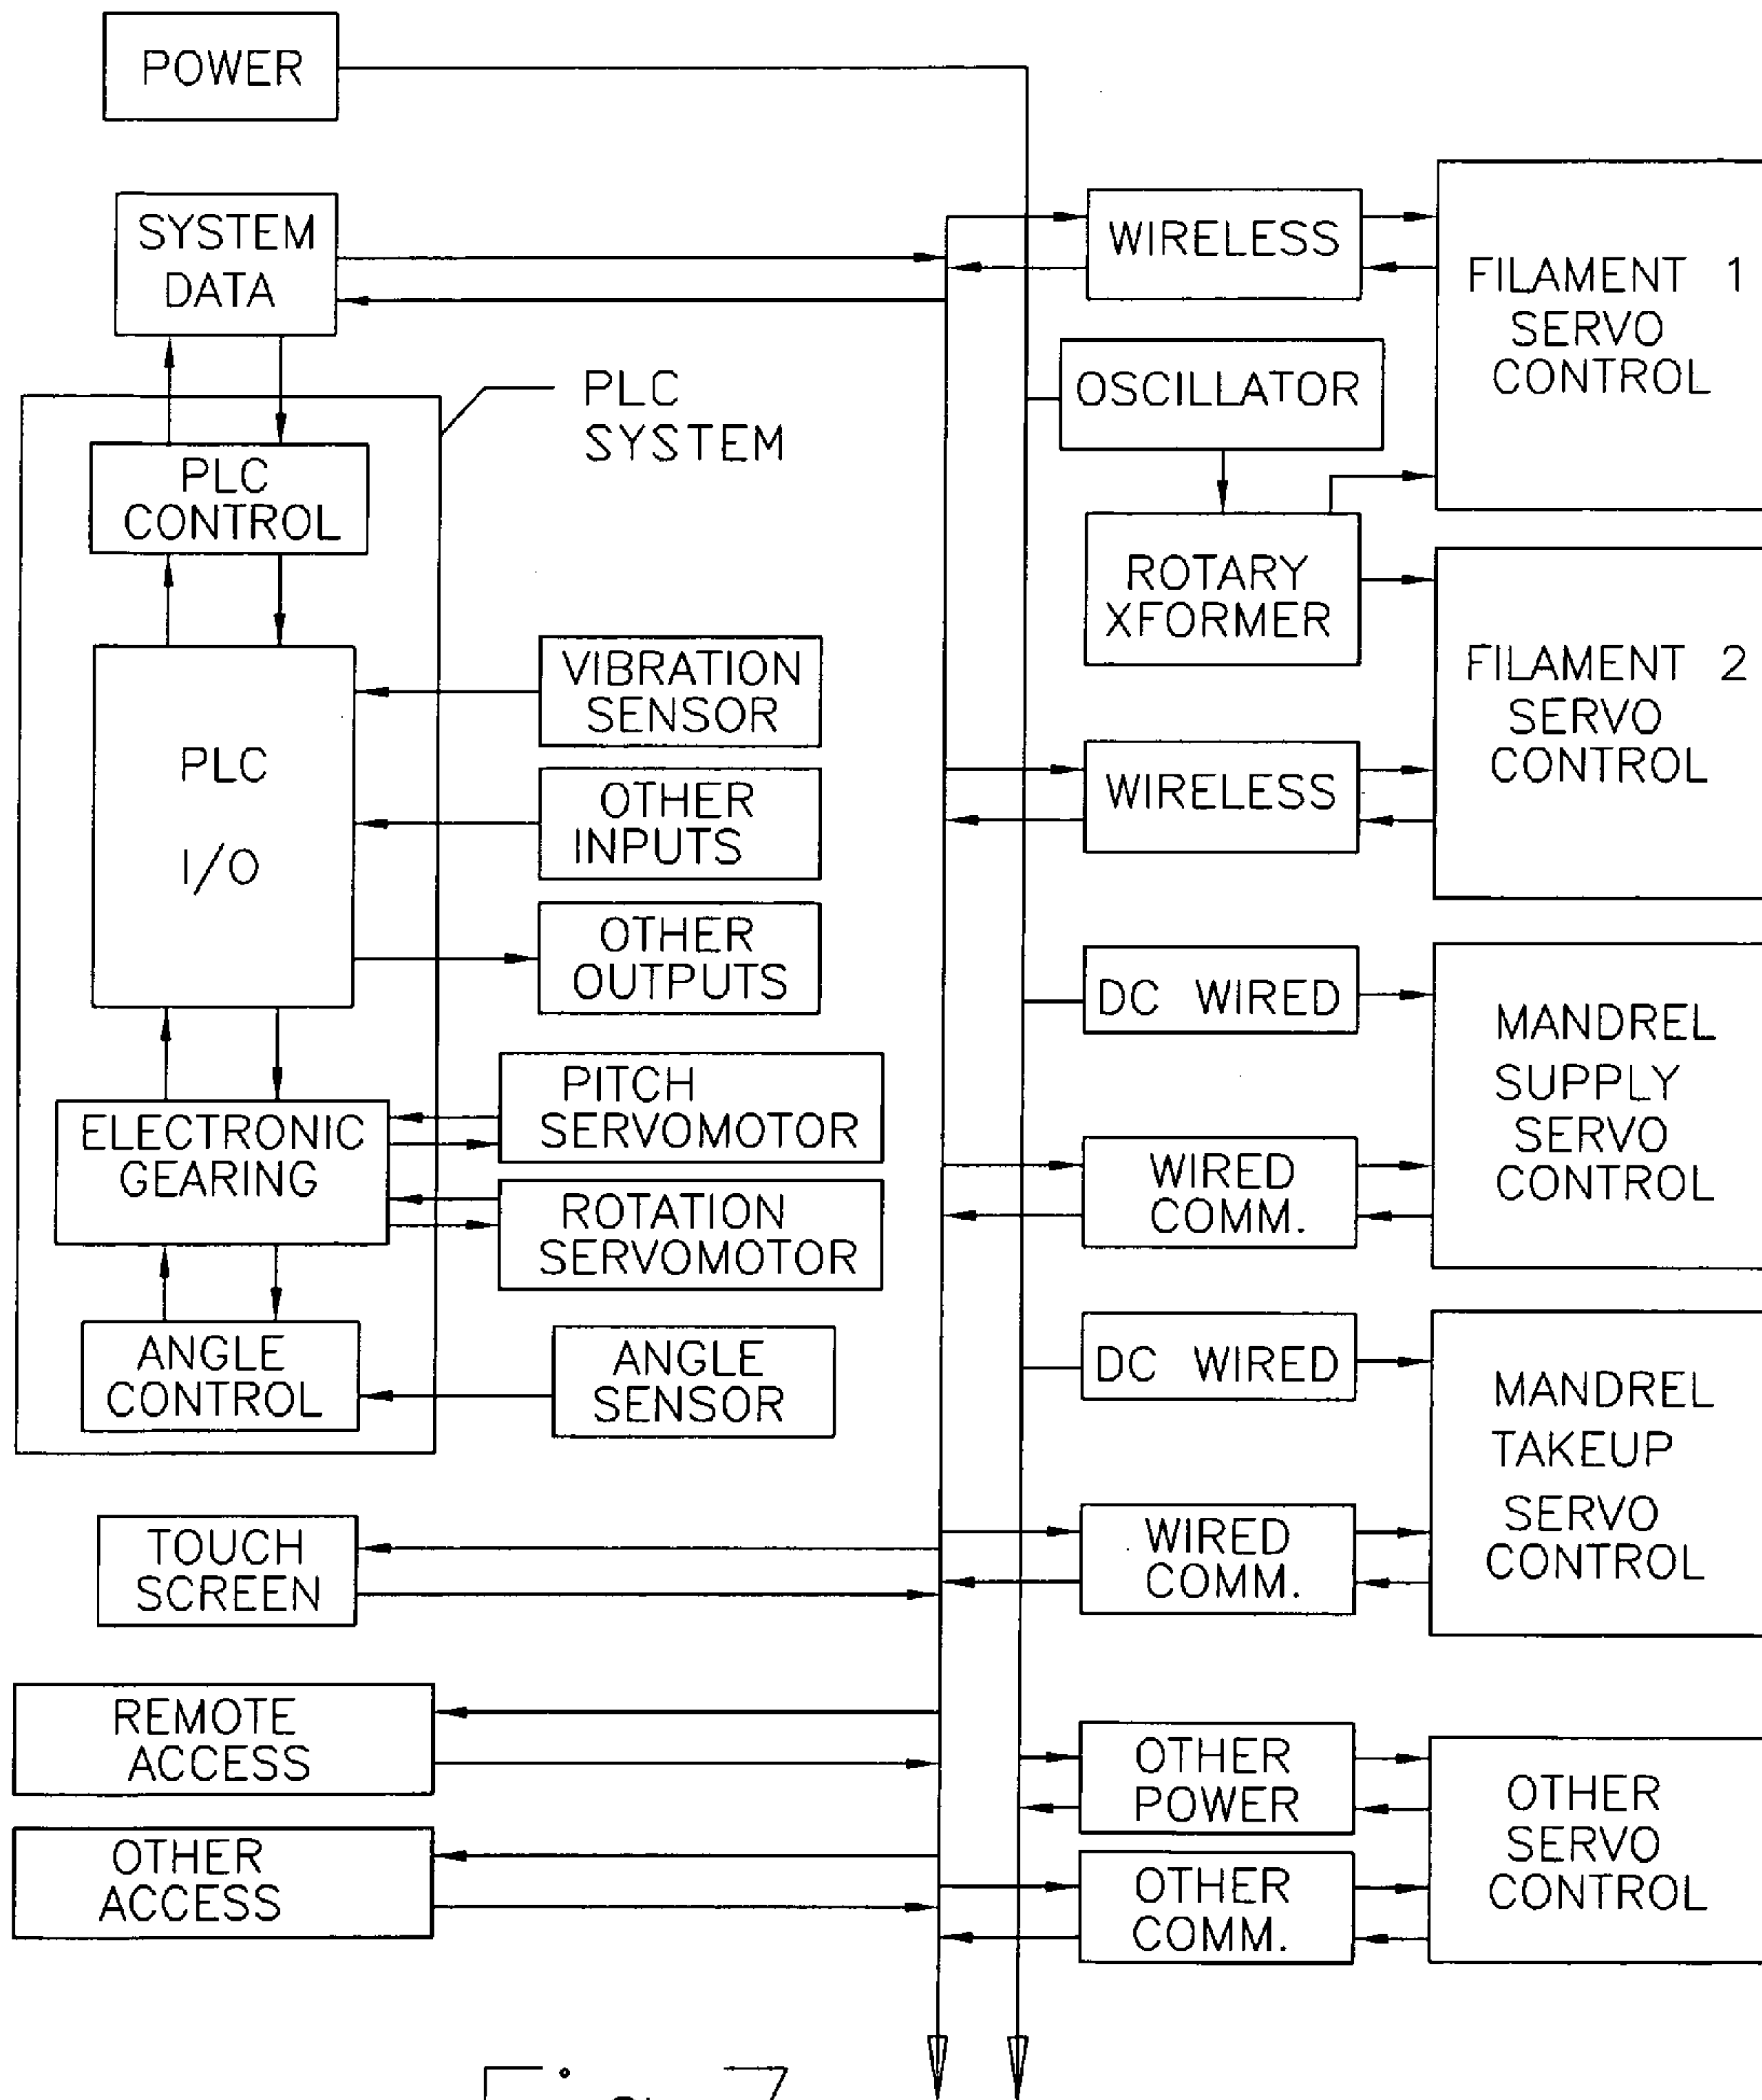 POWER
SYSTEM
DATA
PLC
SYSTEM
PLC
CONTROL
PLC
I/O
VIBRATION
SENSOR
OTHER
INPUTS
OTHER
OUTPUTS
ELECTRONIC
GEARING
PITCH
SERVOMOTOR
ROTATION
SERVOMOTOR
ANGLE
CONTROL
ANGLE
SENSOR
TOUCH
SCREEN
REMOTE
ACCESS
OTHER
ACCESS
WIRELESS
FILAMENT 1
SERVO
CONTROL
OSCILLATOR
ROTARY
XFORMER
FILAMENT 2
SERVO
CONTROL
WIRELESS
DC WIRED
MANDREL
SUPPLY
SERVO
CONTROL
WIRED
COMM.
DC WIRED
MANDREL
TAKEUP
SERVO
CONTROL
WIRED
COMM.
OTHER
POWER
OTHER
SERVO
CONTROL
OTHER
COMM.